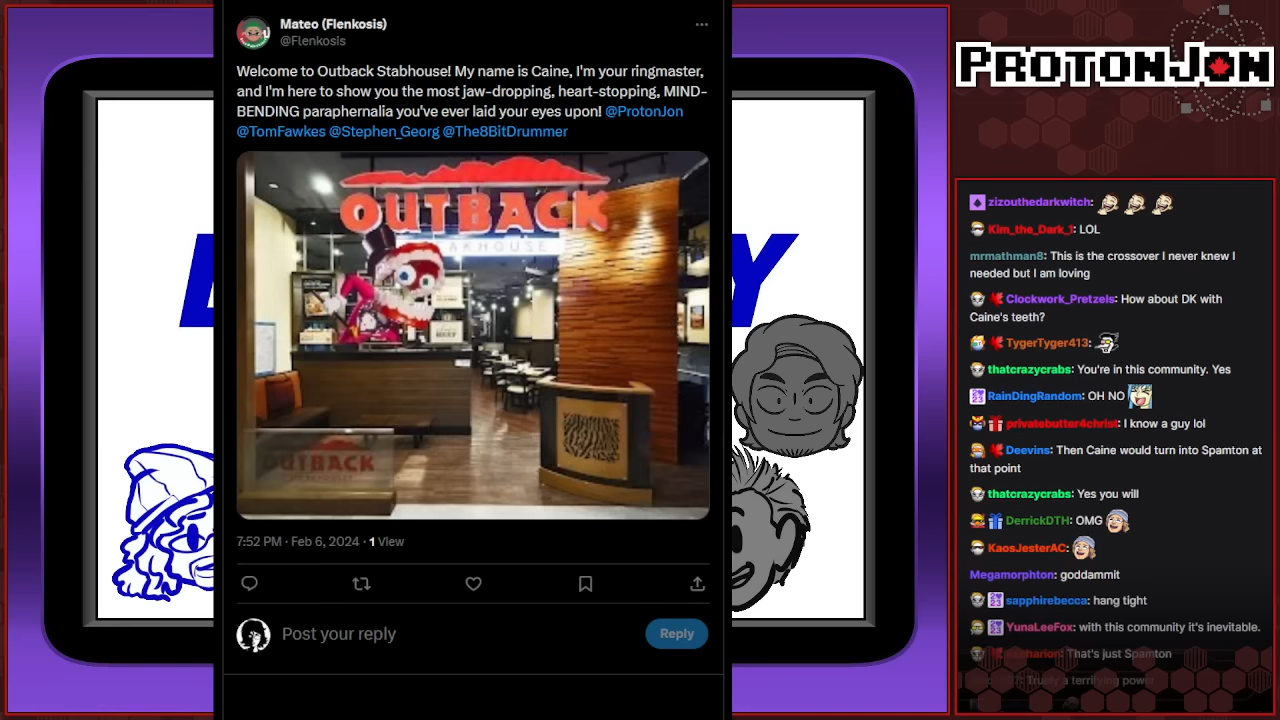 Mateo (Flenkosis)
@Flenkosis
Welcome to Outback Stabhouse! My name is Caine, I'm your ringmaster,
and I'm here to show you the most jaw-dropping, heart-stopping, MIND-
BENDING paraphernalia you've ever laid your eyes upon! @ProtonJon
@TomFawkes @Stephen_Georg @The8BitDrummer
OUTBACK
AKHOUSE
OUTBACK
Y
7:52 PM · Feb 6, 2024 · 1 View
Post your reply
Reply
PROTONJON
zizouthedarkwitch:
Kim_the_Dark_1: LOL
mrmathman8: This is the crossover I never knew I
needed but I am loving
Clockwork_Pretzels: How about DK with
Caine's teeth?
TygerTyger413:
thatcrazycrabs: You're in this community. Yes
RainDingRandom: OH NO
privatebutter4christ: I know a guy lol
Deevins: Then Caine would turn into Spamton at
that point
thatcrazycrabs: Yes you will
DerrickDTH: OMG
KaosJesterAC:
Megamorphton: goddammit
sapphirebecca: hang tight
YunaLeeFox: with this community it's inevitable.
That's just Spamton
Truely a terrifying power